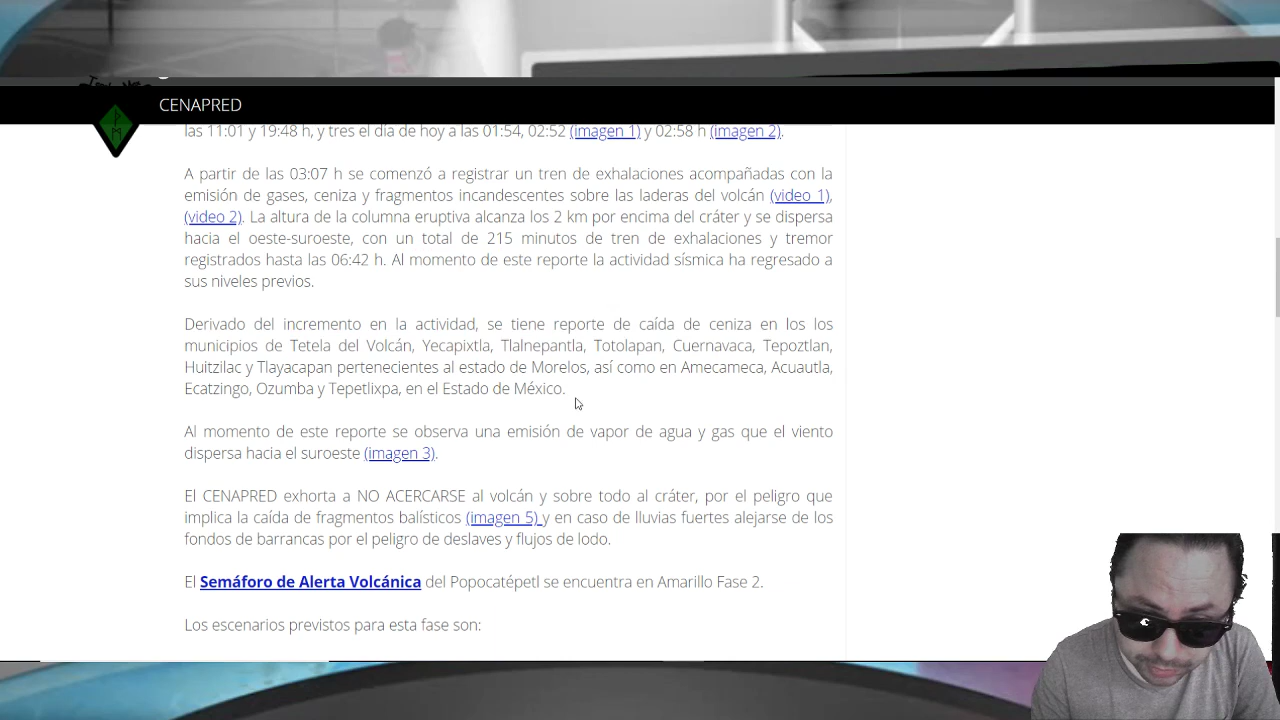 CENAPRED
las 11:01 y 19:48 h, y tres el día de hoy a las 01:54, 02:52 (imagen 1) y 02:58 h (imagen 2).
A partir de las 03:07 h se comenzó a registrar un tren de exhalaciones acompañadas con la
emisión de gases, ceniza y fragmentos incandescentes sobre las laderas del volcán (video 1),
(video 2). La altura de la columna eruptiva alcanza los 2 km por encima del cráter y se dispersa
hacia el oeste-suroeste, con un total de 215 minutos de tren de exhalaciones y tremor
registrados hasta las 06:42 h. Al momento de este reporte la actividad sísmica ha regresado a
sus niveles previos.
Derivado del incremento en la actividad, se tiene reporte de caída de ceniza en los los
municipios de Tetela del Volcán, Yecapixtla, Tlalnepantla, Totolapan, Cuernavaca, Tepoztlan,
Huitzilac y Tlayacapan pertenecientes al estado de Morelos, así como en Amecameca, Acuautla,
Ecatzingo, Ozumba y Tepetlixpa, en el Estado de México.
Al momento de este reporte se observa una emisión de vapor de agua y gas que el viento
dispersa hacia el suroeste (imagen 3).
El CENAPRED exhorta a NO ACERCARSE al volcán y sobre todo al cráter, por el peligro que
implica la caída de fragmentos balísticos (imagen 5) y en caso de lluvias fuertes alejarse de los
fondos de barrancas por el peligro de deslaves y flujos de lodo.
El Semáforo de Alerta Volcánica del Popocatépetl se encuentra en Amarillo Fase 2.
Los escenarios previstos para esta fase son: